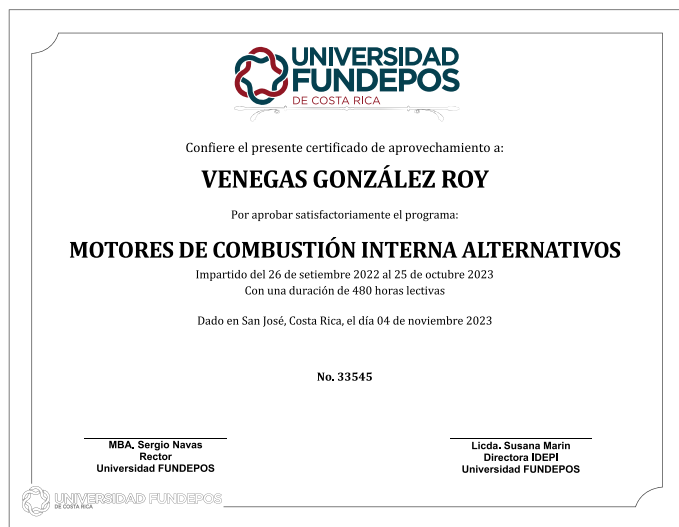 UNIVERSIDAD
FUNDEPOS
DE COSTA RICA
Confiere el presente certificado de aprovechamiento a:
VENEGAS GONZÁLEZ ROY
Por aprobar satisfactoriamente el programa:
MOTORES DE COMBUSTIÓN INTERNA ALTERNATIVOS
Impartido del 26 de setiembre 2022 al 25 de octubre 2023
Con una duración de 480 horas lectivas
Dado en San José, Costa Rica, el día 04 de noviembre 2023
No. 33545
MBA. Sergio Navas
Rector
Universidad FUNDEPOS
Licda. Susana Marin
Directora IDEPI
Universidad FUNDEPOS
UNIVERSIDAD FUNDEPOS
DE COSTA RICA